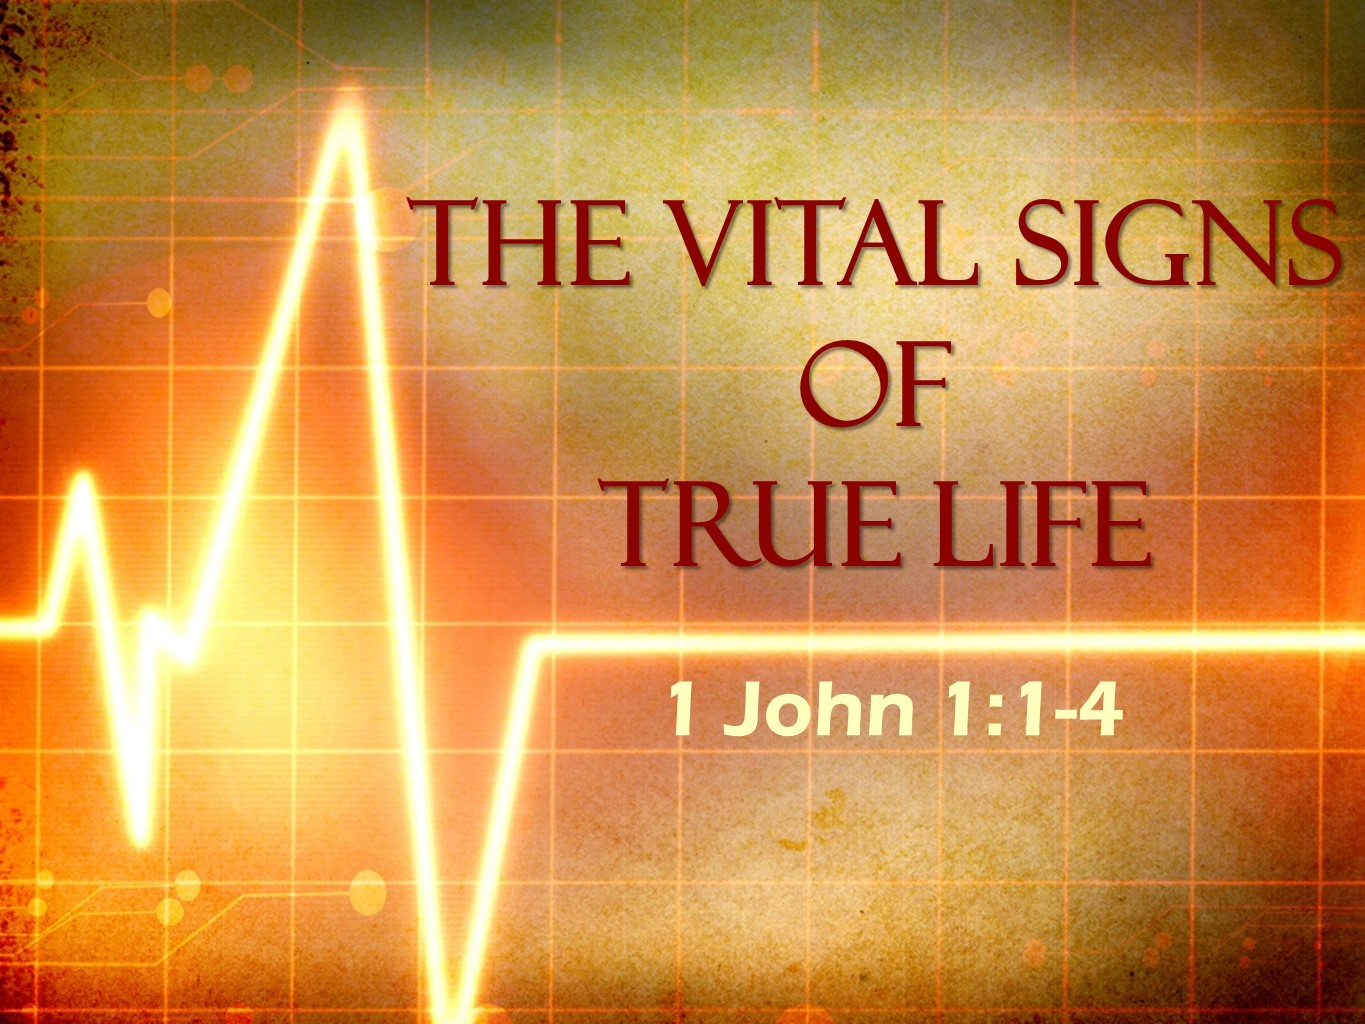 THE VITAL SIGNS
OF
TRUE LIFE
1 John 1:1-4